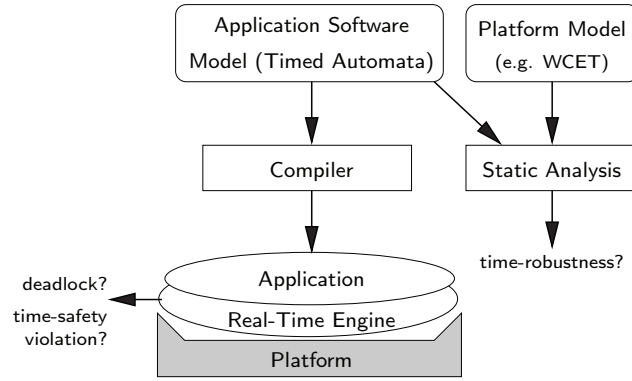 Application Software
Model (Timed Automata)
Platform Model
(e.g. WCET)
Compiler
Static Analysis
time-robustness?
Application
Real-Time Engine
Platform
deadlock?
time-safety
violation?